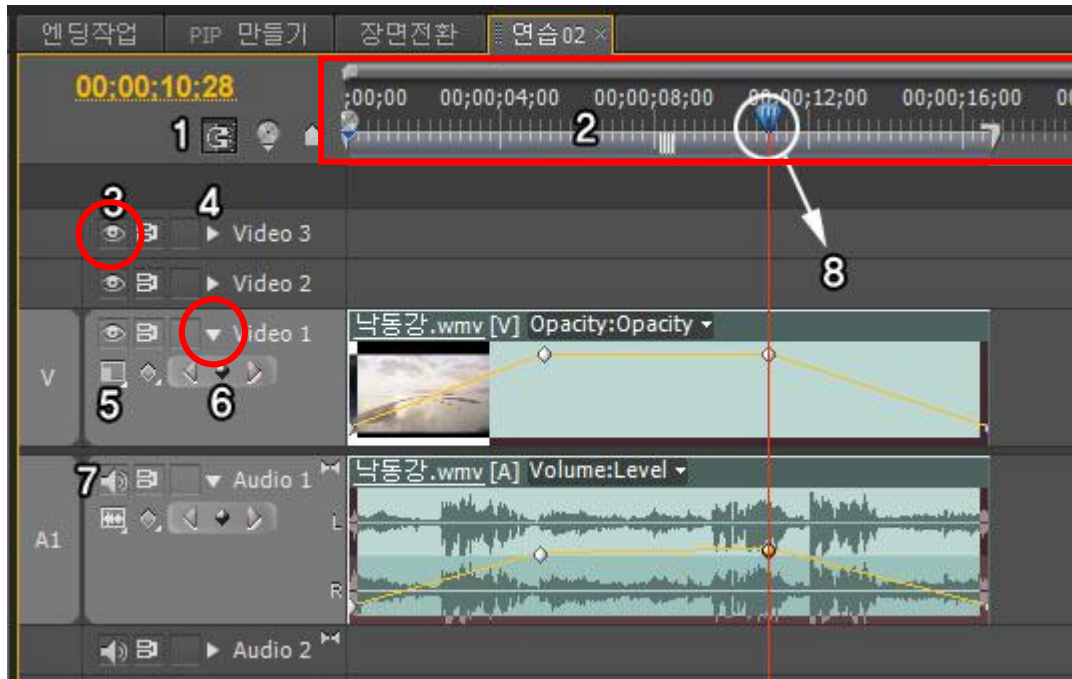 엔딩작업 PIP 만들기 장면전환 연습02 ×
00;00;10;28
;00;00 00;00;04;00 00;00;08;00 00;00;12;00 00;00;16;00 00
1 2
3 4
Video 3
8
Video 2
낙동강.wmv [V] Opacity:Opacity
Video 1
V
5 6
낙동강.wmv [A] Volume:Level
7 Audio 1
L
A1
R
Audio 2